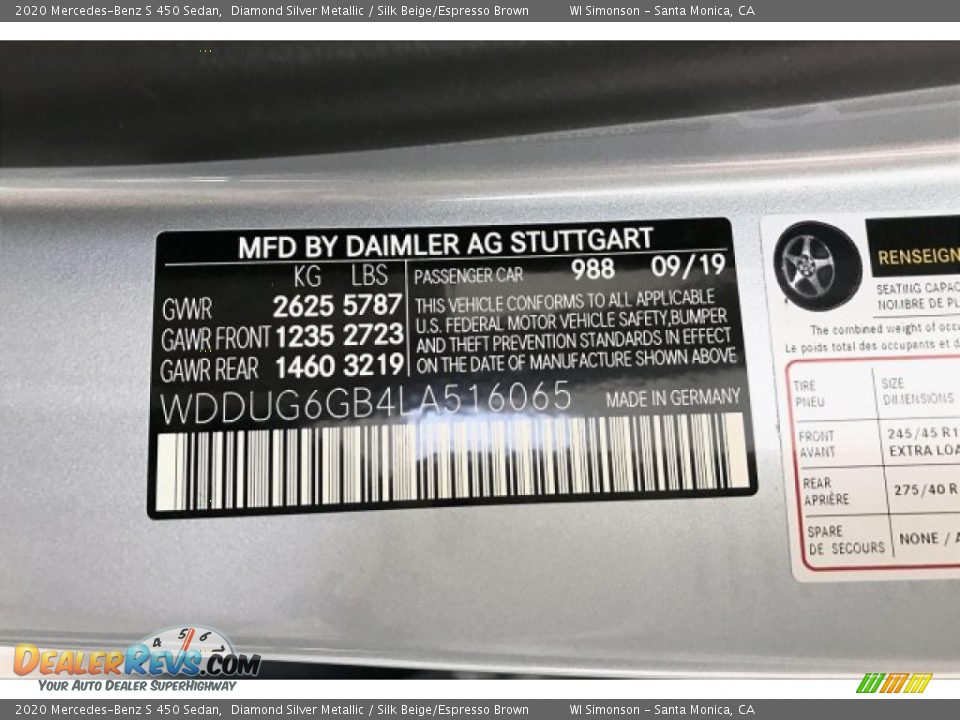 2020 Mercedes-Benz S 450 Sedan, Diamond Silver Metallic / Silk Beige/Espresso Brown WI Simonson - Santa Monica, CA
MFD BY DAIMLER AG STUTTGART
KG LBS
GVWR 2625 5787
GAWR FRONT 1235 2723
GAWR REAR 1460 3219
PASSENGER CAR 988 09/19
THIS VEHICLE CONFORMS TO ALL APPLICABLE
U.S. FEDERAL MOTOR VEHICLE SAFETY,BUMPER
AND THEFT PREVENTION STANDARDS IN EFFECT
ON THE DATE OF MANUFACTURE SHOWN ABOVE
WDDUG6GB4LA516065 MADE IN GERMANY
RENSEIGN
SEATING CAPAC
NOMBRE DE PL
The combined weight of occu
Le poids total des occupants et d
TIRE SIZE
PNEU DIMENSIONS
FRONT 245/45 R1
AVANT EXTRA LOA
REAR 275/40 R
ARRIÈRE
SPARE NONE / A
DE SECOURS
4 5 6 7
DEALERREVS.COM
YOUR AUTO DEALER SUPERHIGHWAY
2020 Mercedes-Benz S 450 Sedan, Diamond Silver Metallic / Silk Beige/Espresso Brown WI Simonson - Santa Monica, CA